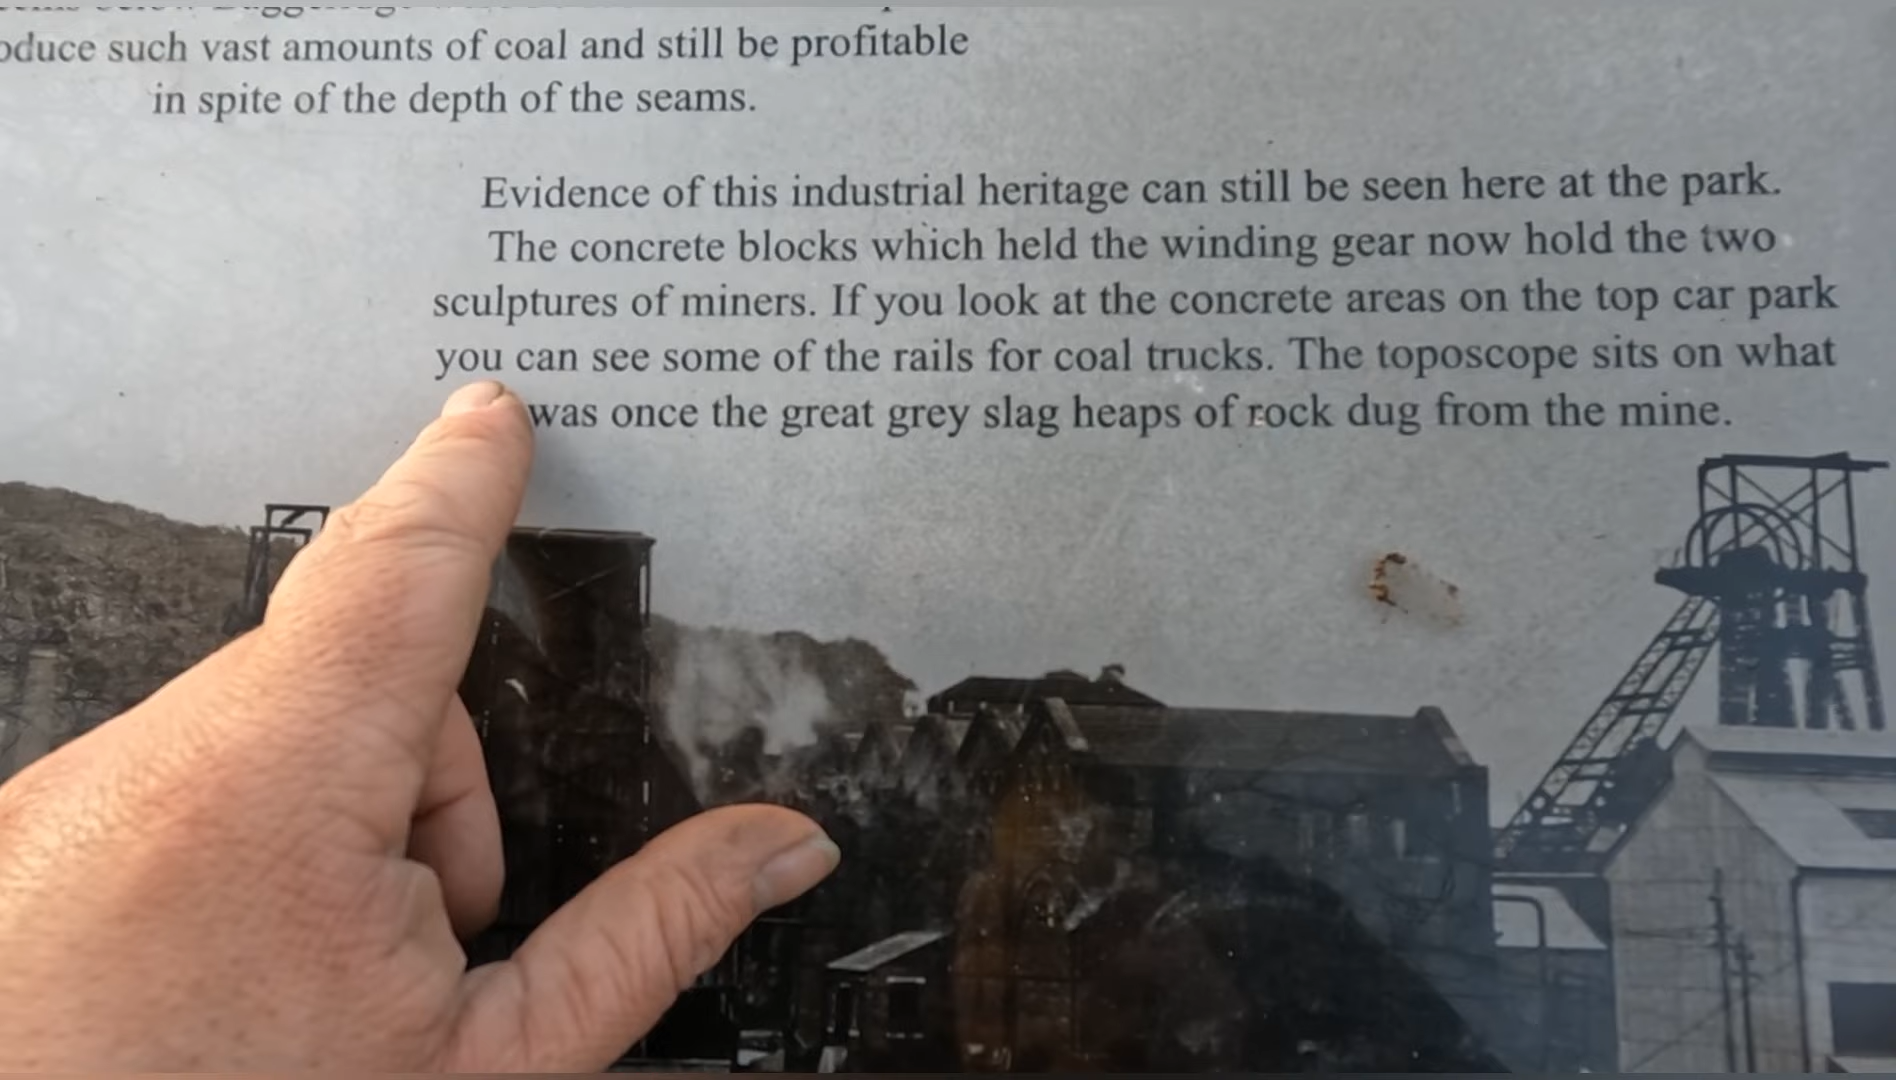 oduce such vast amounts of coal and still be profitable
in spite of the depth of the seams.
Evidence of this industrial heritage can still be seen here at the park.
The concrete blocks which held the winding gear now hold the two
sculptures of miners. If you look at the concrete areas on the top car park
you can see some of the rails for coal trucks. The toposcope sits on what
was once the great grey slag heaps of rock dug from the mine.